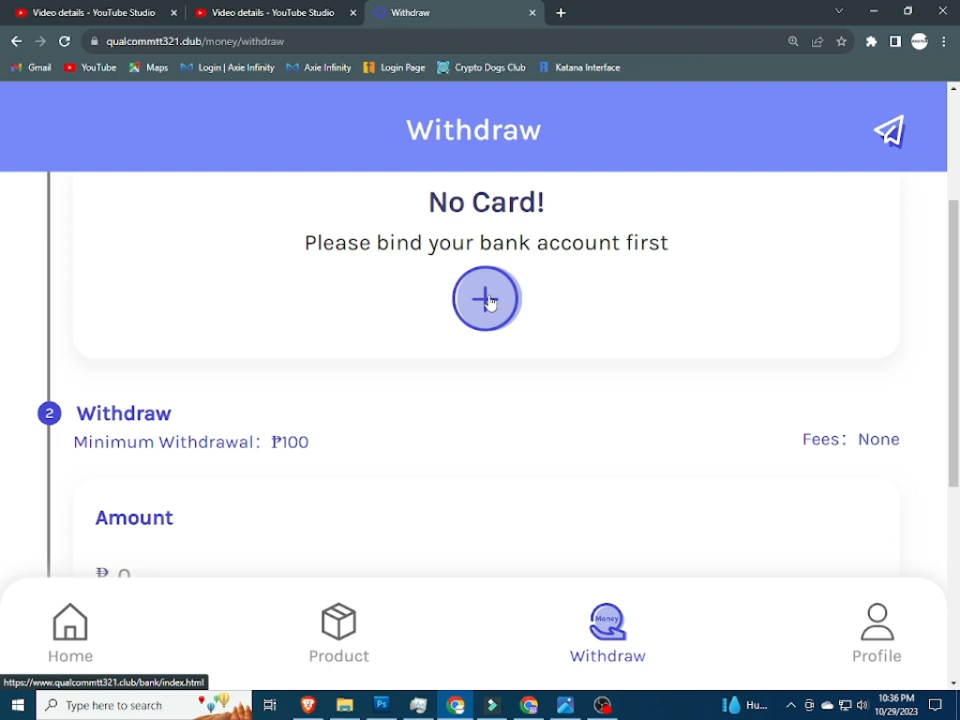 Video details - YouTube Studio
Video details - YouTube Studio
Withdraw
qualcommtt321.club/money/withdraw
Gmail
YouTube
Maps
Login | Axie Infinity
Axie Infinity
Login Page
Crypto Dogs Club
Katana Interface
Withdraw
No Card!
Please bind your bank account first
2
Withdraw
Minimum Withdrawal: ₱100
Fees: None
Amount
₱ 0
Money
Home
Product
Withdraw
Profile
https://www.qualcommtt321.club/bank/index.html
Type here to search
Hu...
10:36 PM
10/29/2023